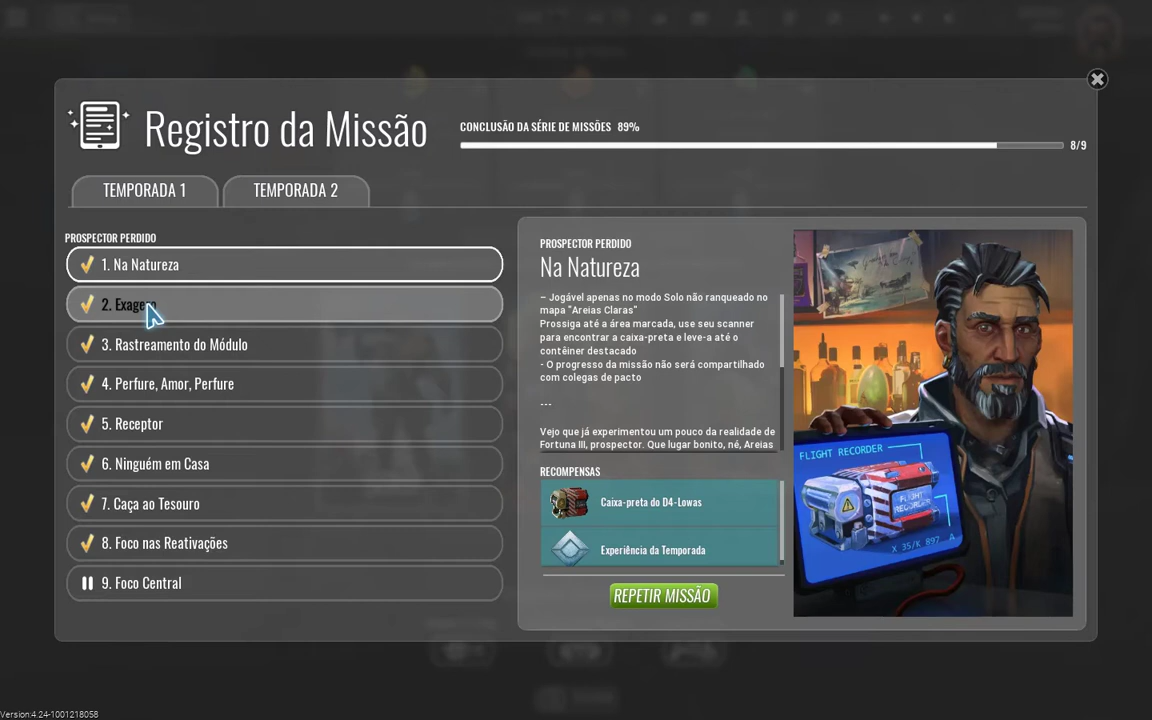 Registro da Missão
CONCLUSÃO DA SÉRIE DE MISSÕES 89%
8/9
TEMPORADA 1
TEMPORADA 2
PROSPECTOR PERDIDO
1. Na Natureza
2. Exagero
3. Rastreamento do Módulo
4. Perfure, Amor, Perfure
5. Receptor
6. Ninguém em Casa
7. Caça ao Tesouro
8. Foco nas Reativações
9. Foco Central
PROSPECTOR PERDIDO
Na Natureza
– Jogável apenas no modo Solo não ranqueado no
mapa "Areias Claras"
Prossiga até a área marcada, use seu scanner
para encontrar a caixa-preta e leve-a até o
contêiner destacado
- O progresso da missão não será compartilhado
com colegas de pacto
---
Vejo que já experimentou um pouco da realidade de
Fortuna III, prospector. Que lugar bonito, né, Areias
RECOMPENSAS
Caixa-preta do D4-Lowas
Experiência da Temporada
REPETIR MISSÃO
FLIGHT RECORDER
FLIGHT
RECORDER
X 35/K 897 . A
Version:4.24-1001218058